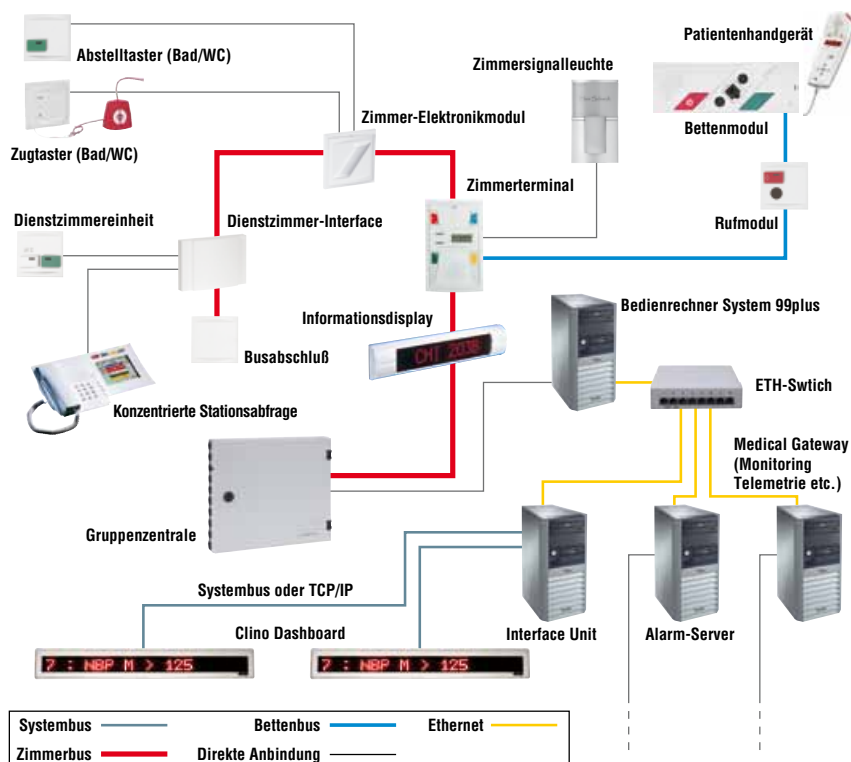 Abstelltaster (Bad/WC)
Zugtaster (Bad/WC)
Zimmer-Elektronikmodul
Zimmersignalleuchte
Patientenhandgerät
Bettenmodul
Rufmodul
Zimmerterminal
Dienstzimmereinheit
Dienstzimmer-Interface
Busabschluß
Konzentrierte Stationsabfrage
Informationsdisplay
CHT 2038
Bedienrechner System 99plus
ETH-Swtich
Medical Gateway
(Monitoring
Telemetrie etc.)
Gruppenzentrale
Systembus oder TCP/IP
Clino Dashboard
Interface Unit
Alarm-Server
7 : NBP M > 125
7 : NBP M > 125
Systembus
Bettenbus
Ethernet
Zimmerbus
Direkte Anbindung